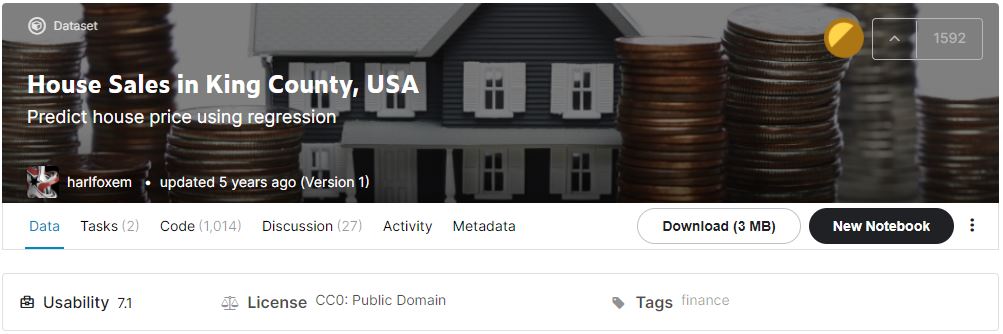 Dataset
1592
House Sales in King County, USA
Predict house price using regression
harlfoxem • updated 5 years ago (Version 1)
Data Tasks (2) Code (1,014) Discussion (27) Activity Metadata Download (3 MB) New Notebook
Usability 7.1 License CC0: Public Domain Tags finance